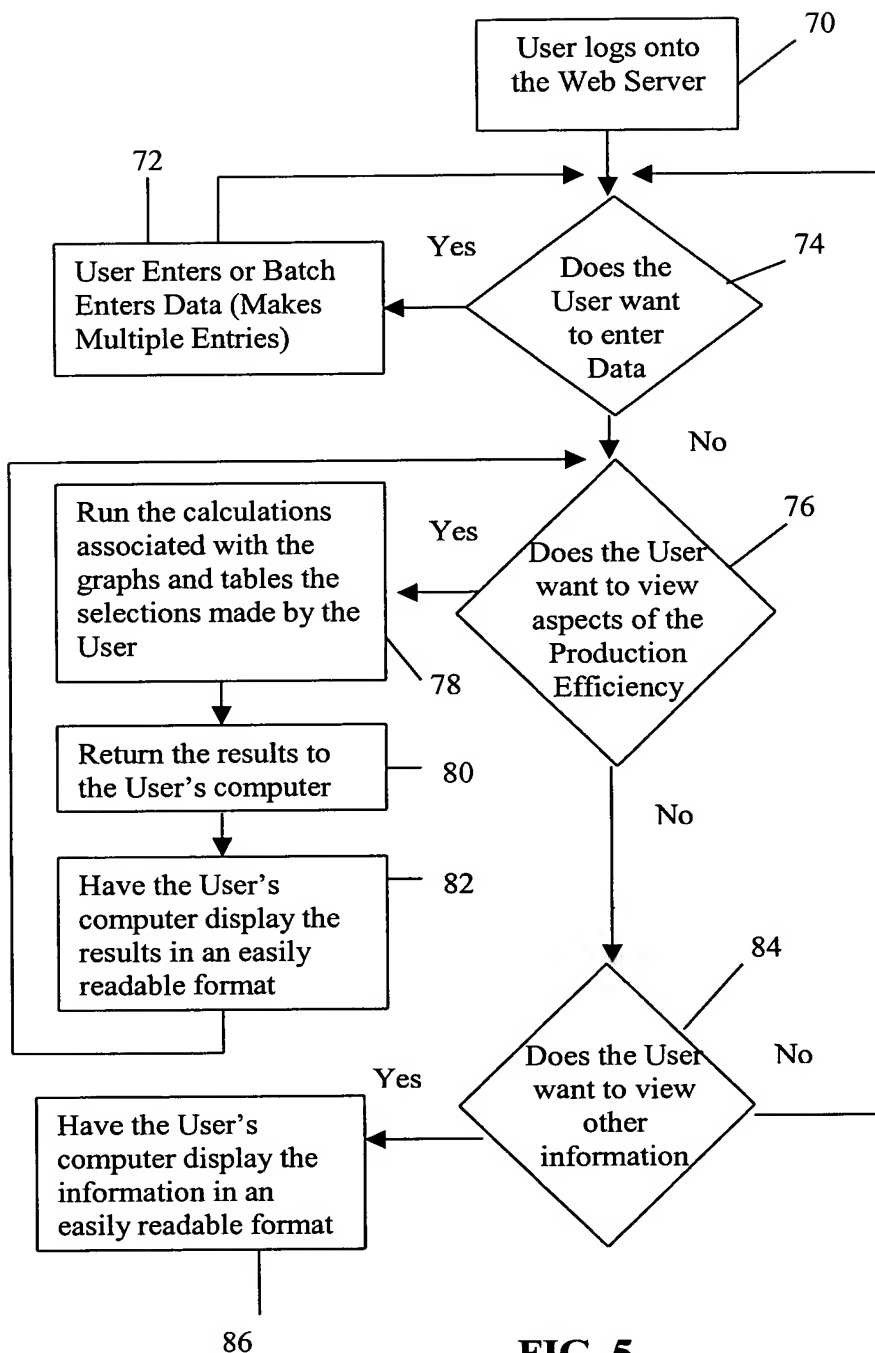 User logs onto
the Web Server
70
72
Yes
74
User Enters or Batch
Enters Data (Makes
Multiple Entries)
Does the
User want
to enter
Data
No
Run the calculations
associated with the
graphs and tables the
selections made by the
User
Yes
76
Does the User
want to view
aspects of the
Production
Efficiency
78
Return the results to
the User's computer
80
No
Have the User's
computer display the
results in an easily
readable format
82
84
Does the User
want to view
other
information
No
Yes
Have the User's
computer display the
information in an
easily readable format
86
FIG. 5